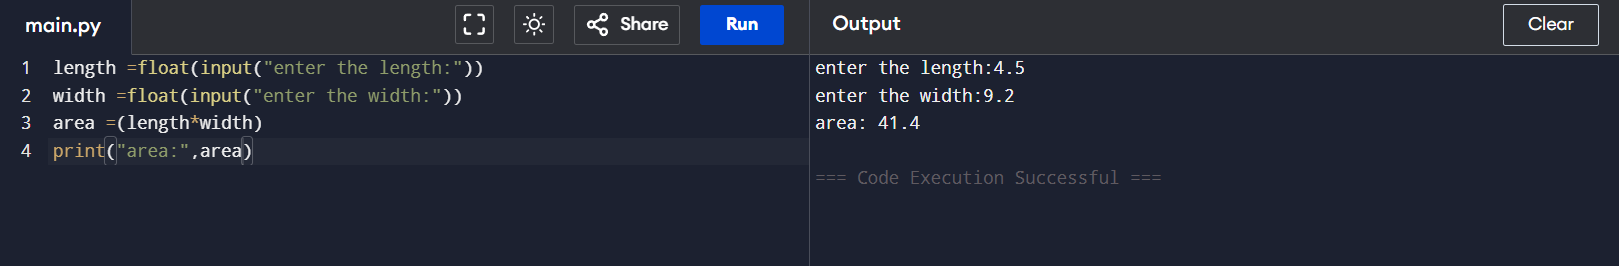 main.py
Share
Run
Output
Clear
1 length =float(input("enter the length:"))
2 width =float(input("enter the width:"))
3 area =(length*width)
4 print("area:",area)
enter the length:4.5
enter the width:9.2
area: 41.4
=== Code Execution Successful ===